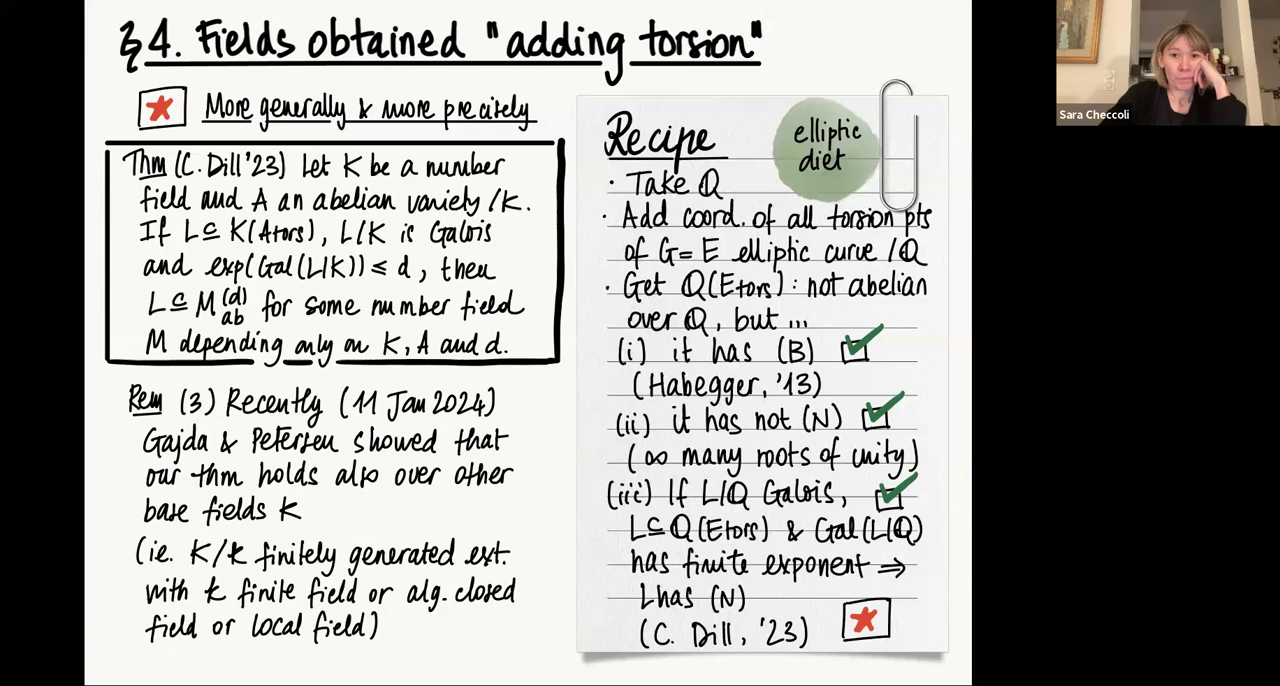 §4. Fields obtained "adding torsion"
More generally & more precisely
Thm (C. Dill '23) Let K be a number
field and A an abelian variety /K.
If L ⊆ K(Ators), L/K is Galois
and exp(Gal(L/K)) ≤ d, then
L ⊆ M_ab^(d) for some number field
M depending only on K, A and d.
Rem (3) Recently (11 Jan 2024)
Gajda & Petersen showed that
our thm holds also over other
base fields K
(ie. K/k finitely generated ext.
with k finite field or alg. closed
field or local field)
Recipe
elliptic
diet
· Take Q
· Add coord. of all torsion pts
of G = E elliptic curve /Q
· Get Q(Etors): not abelian
over Q, but ...
(i) it has (B)
(Habegger, '13)
(ii) it has not (N)
(∞ many roots of unity)
(iii) If L/Q Galois,
L ⊆ Q(Etors) & Gal(L/Q)
has finite exponent ⇒
L has (N)
(C. Dill, '23)
Sara Checcoli